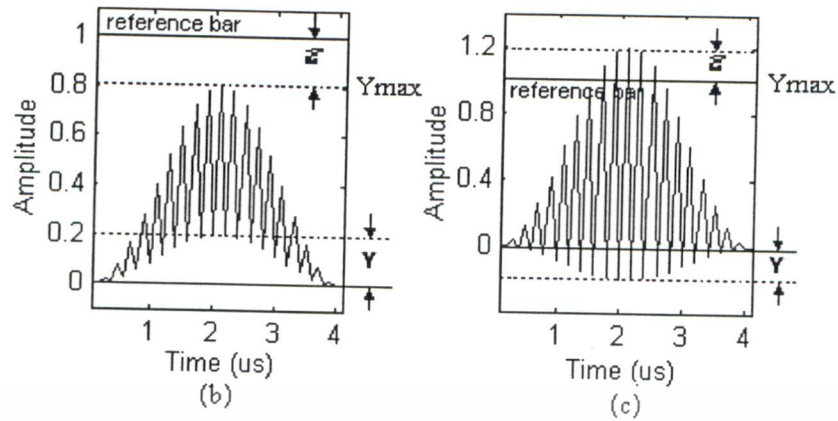 reference bar
1
0.8
0.6
0.4
0.2
0
Amplitude
Ymax
Y
1 2 3 4
Time (us)
(b)
1.2
0.8
0.4
0
Amplitude
reference bar
Ymax
Y
1 2 3 4
Time (us)
(c)